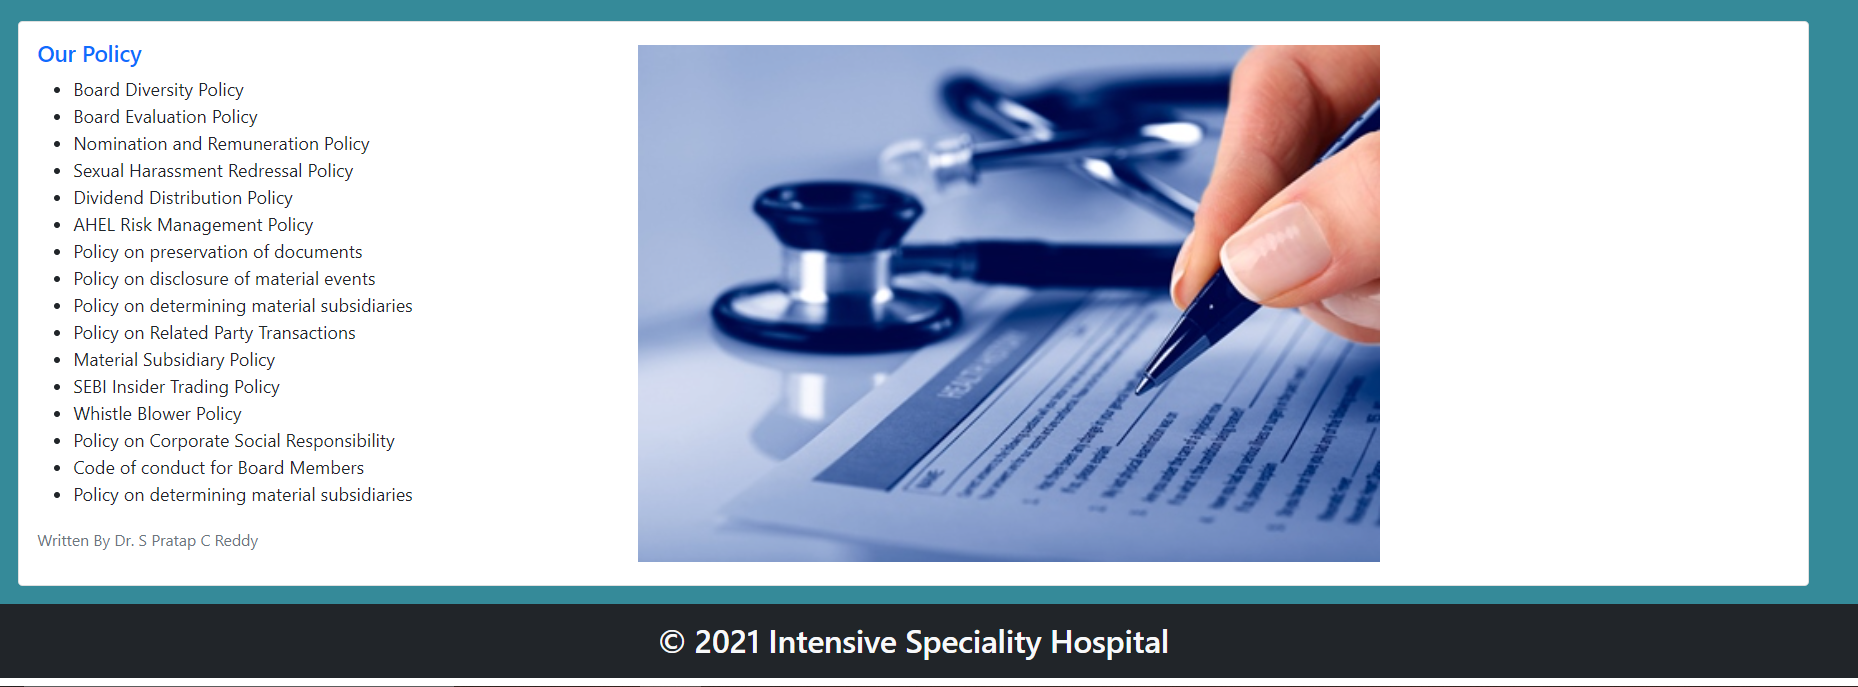 Our Policy
Board Diversity Policy
Board Evaluation Policy
Nomination and Remuneration Policy
Sexual Harassment Redressal Policy
Dividend Distribution Policy
AHEL Risk Management Policy
Policy on preservation of documents
Policy on disclosure of material events
Policy on determining material subsidiaries
Policy on Related Party Transactions
Material Subsidiary Policy
SEBI Insider Trading Policy
Whistle Blower Policy
Policy on Corporate Social Responsibility
Code of conduct for Board Members
Policy on determining material subsidiaries
Written By Dr. S Pratap C Reddy
HEALTH HISTORY
NAME:
© 2021 Intensive Speciality Hospital